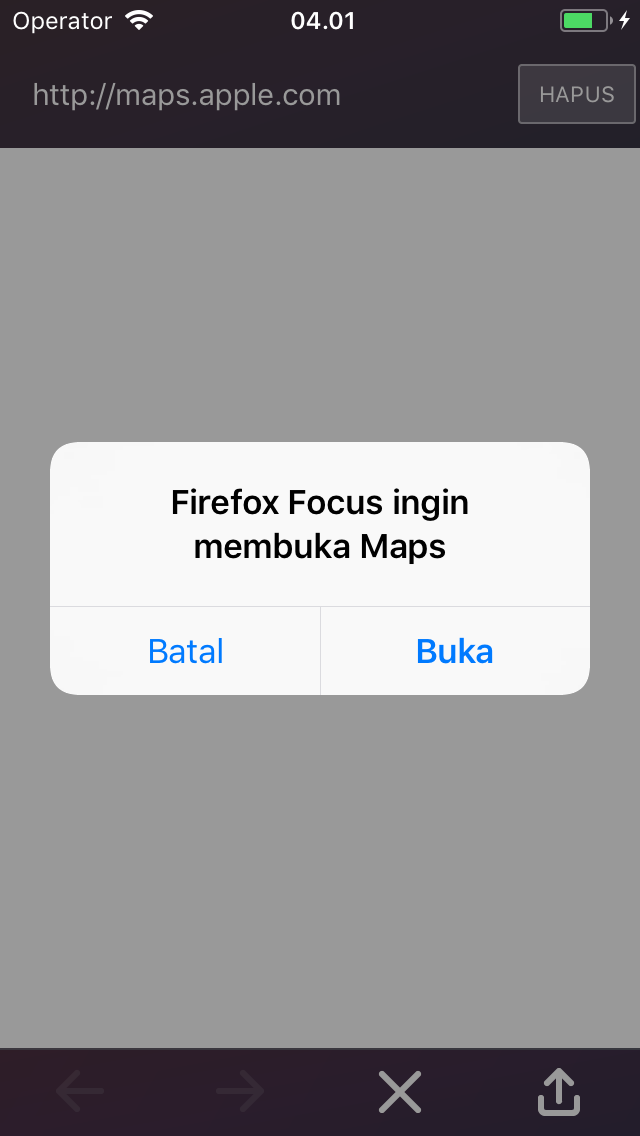 Operator 04.01
http://maps.apple.com HAPUS
Firefox Focus ingin
membuka Maps
Batal Buka